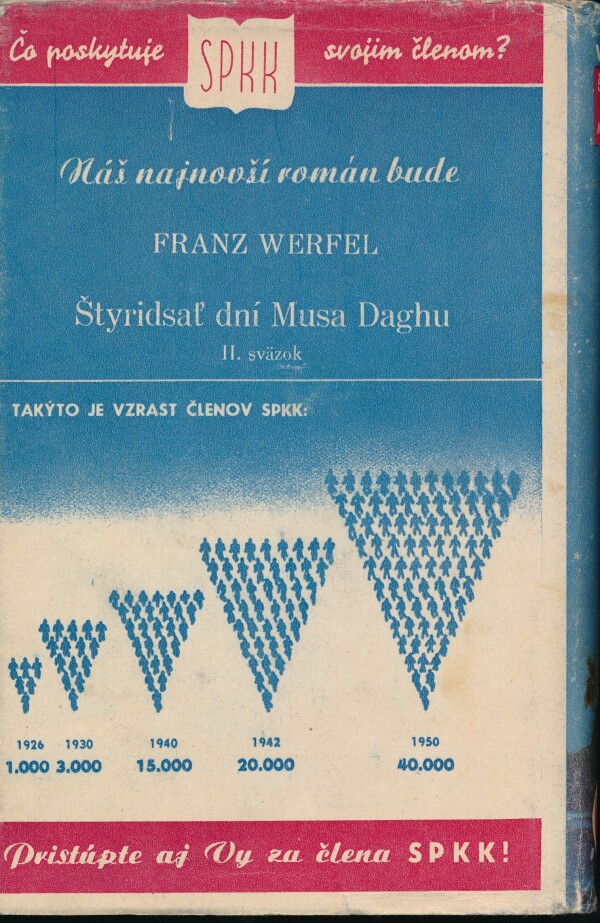 Čo poskytuje SPKK svojim členom?
Náš najnovší román bude
FRANZ WERFEL
Štyridsať dní Musa Daghu
II. sväzok
TAKÝTO JE VZRAST ČLENOV SPKK:
1926 1930 1940 1942 1950
1.000 3.000 15.000 20.000 40.000
Pristúpte aj Vy za člena SPKK!